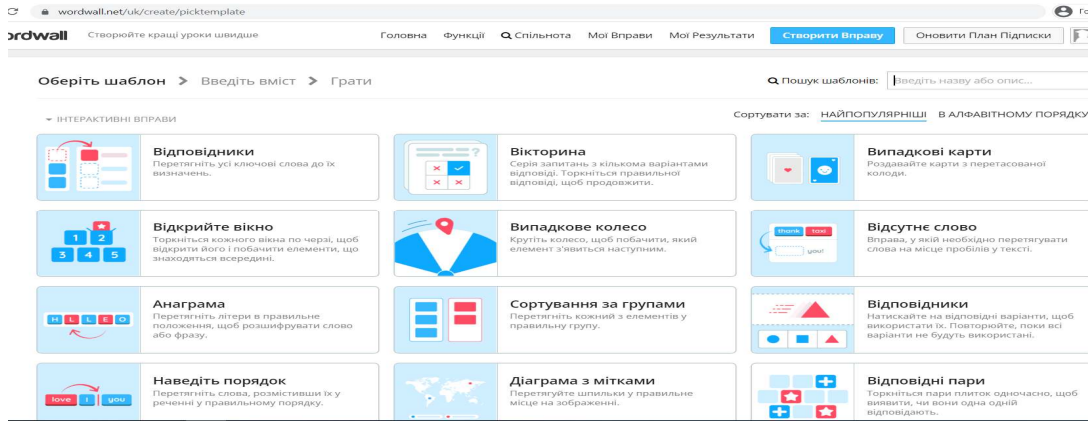 wordwall.net/uk/create/picktemplate
Го
ordwall Створюйте кращі уроки швидше Головна Функції Спільнота Мої Вправи Мої Результати Створити Вправу Оновити План Підписки
Оберіть шаблон > Введіть вміст > Грати
Пошук шаблонів: Введіть назву або опис...
ІНТЕРАКТИВНІ ВПРАВИ
Сортувати за: НАЙПОПУЛЯРНІШІ В АЛФАВІТНОМУ ПОРЯДКУ
Відповідники
Перетягніть усі ключові слова до їх
визначень.
?
Вікторина
Серія запитань з кількома варіантами
відповіді. Торкніться правильної
відповіді, щоб продовжити.
Випадкові карти
Роздавайте карти з перетасованої
колоди.
1 2
3 4 5
Відкрийте вікно
Торкніться кожного вікна по черзі, щоб
відкрити його і побачити елементи, що
знаходяться всередині.
Випадкове колесо
Крутіть колесо, щоб побачити, який
елемент з'явиться наступним.
thank taxi
you!
Відсутнє слово
Вправа, у якій необхідно перетягувати
слова на місце пробілів у тексті.
H L L E O
Анаграма
Перетягніть літери в правильне
положення, щоб розшифрувати слово
або фразу.
Сортування за групами
Перетягніть кожний з елементів у
правильну групу.
Відповідники
Натискайте на відповідні варіанти, щоб
використати їх. Повторюйте, поки всі
варіанти не будуть використані.
love I you
Наведіть порядок
Перетягніть слова, розмістивши їх у
реченні у правильному порядку.
Діаграма з мітками
Перетягуйте шпильки у правильне
місце на зображенні.
Відповідні пари
Торкніться пари плиток одночасно, щоб
виявити, чи вони одна одній
відповідають.